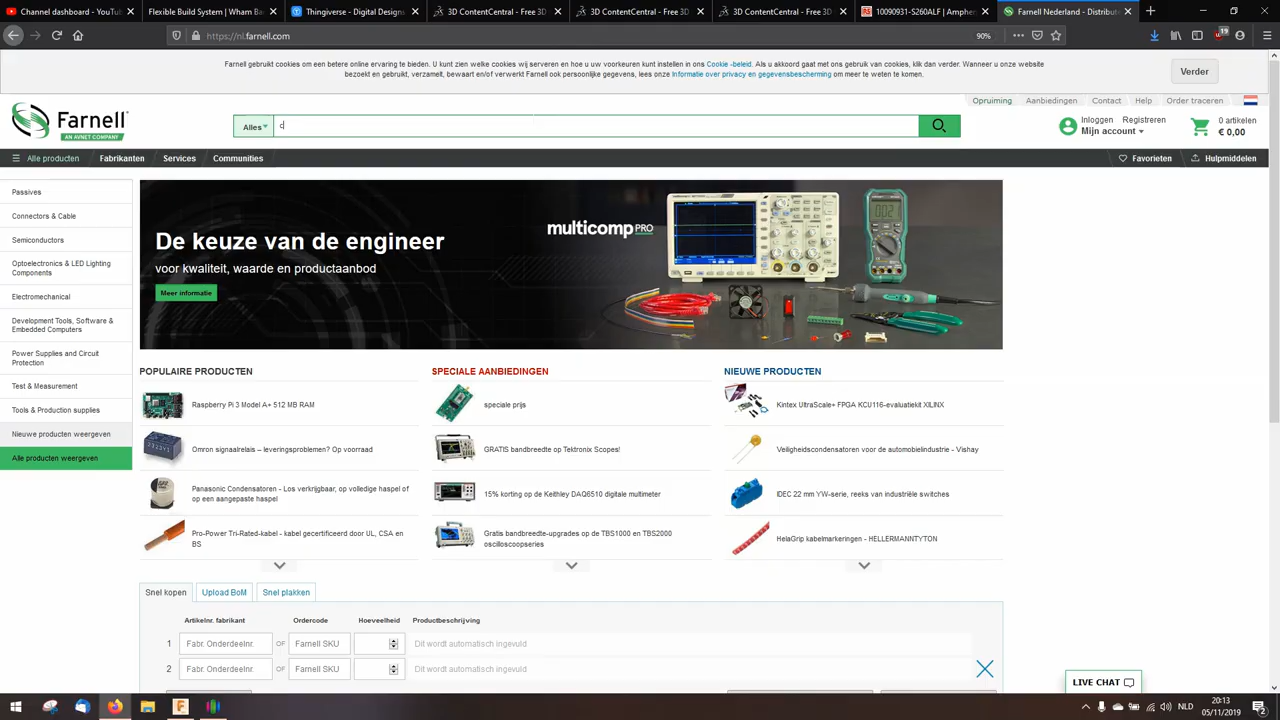 Channel dashboard - YouTube
Flexible Build System | Wham B
Thingiverse - Digital Designs
3D ContentCentral - Free 3D
3D ContentCentral - Free 3D
3D ContentCentral - Free 3D
10090931-S260ALF | Amphen
Farnell Nederland - Distribute
https://nl.farnell.com
90%
19
Farnell gebruikt cookies om een betere online ervaring te bieden. U kunt zien welke cookies wij serveren en hoe u uw voorkeuren kunt instellen in ons Cookie -beleid. Als u akkoord gaat met ons gebruik van cookies, klik dan verder. Wanneer u onze website
bezoekt en gebruikt, verzamelt, bewaart en/of verwerkt Farnell ook persoonlijke gegevens, lees onze Informatie over privacy en gegevensbescherming om meer te weten te komen.
Verder
Opruiming
Aanbiedingen
Contact
Help
Order traceren
Farnell
AN AVNET COMPANY
Alles
c
Inloggen
Registreren
Mijn account
0 artikelen
€ 0,00
Alle producten
Fabrikanten
Services
Communities
Favorieten
Hulpmiddelen
Passives
Connectors & Cable
Semiconductors
Optoelectronics & LED Lighting
Components
Electromechanical
Development Tools, Software &
Embedded Computers
Power Supplies and Circuit
Protection
Test & Measurement
Tools & Production supplies
Nieuwe producten weergeven
Alle producten weergeven
De keuze van de engineer
voor kwaliteit, waarde en productaanbod
Meer informatie
multicomp PRO
POPULAIRE PRODUCTEN
Raspberry Pi 3 Model A+ 512 MB RAM
Omron signaalrelais – leveringsproblemen? Op voorraad
Panasonic Condensatoren - Los verkrijgbaar, op volledige haspel of
op een aangepaste haspel
Pro-Power Tri-Rated-kabel - kabel gecertificeerd door UL, CSA en
BS
SPECIALE AANBIEDINGEN
speciale prijs
GRATIS bandbreedte op Tektronix Scopes!
15% korting op de Keithley DAQ6510 digitale multimeter
Gratis bandbreedte-upgrades op de TBS1000 en TBS2000
oscilloscoopseries
NIEUWE PRODUCTEN
Kintex UltraScale+ FPGA KCU116-evaluatiekit XILINX
Veiligheidscondensatoren voor de automobielindustrie - Vishay
IDEC 22 mm YW-serie, reeks van industriële switches
HelaGrip kabelmarkeringen - HELLERMANNTYTON
Snel kopen
Upload BoM
Snel plakken
Artikelnr. fabrikant
Ordercode
Hoeveelheid
Productbeschrijving
1
Fabr. Onderdeelnr.
OF
Farnell SKU
Dit wordt automatisch ingevuld
2
Fabr. Onderdeelnr.
OF
Farnell SKU
Dit wordt automatisch ingevuld
LIVE CHAT
NLD
20:13
05/11/2019
2